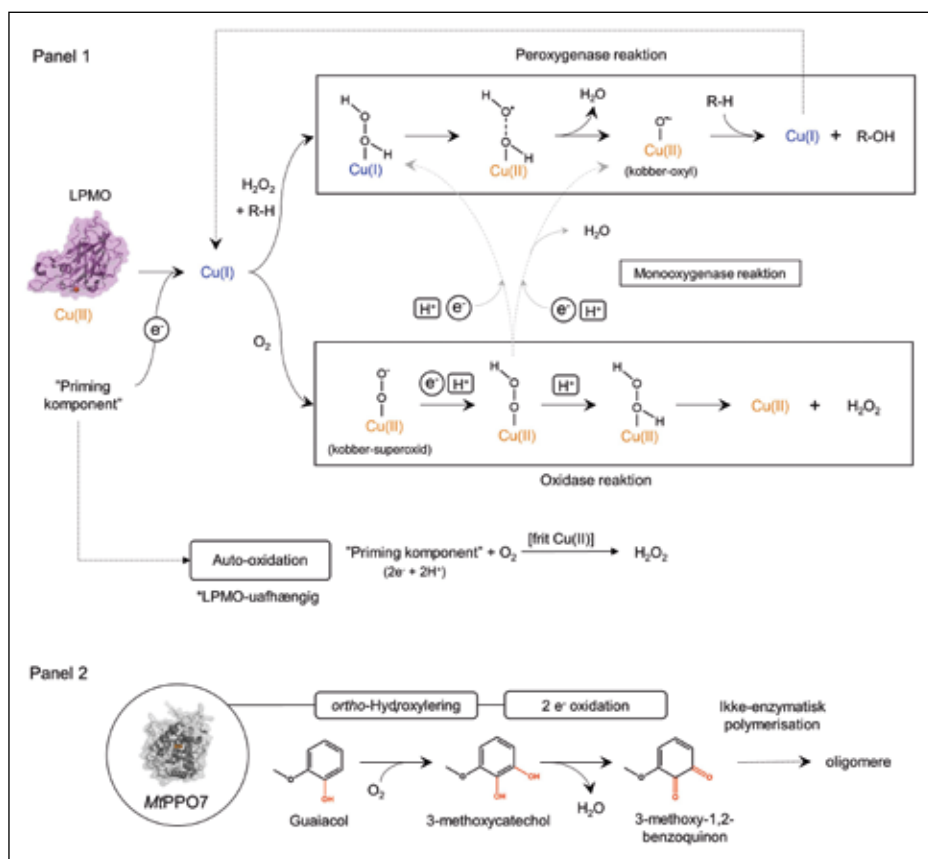 Panel 1
Peroxygenase reaktion
H
O
O
H
Cu(I)
H
O•
O
H
Cu(II)
H₂O
O•-
Cu(II)
(kobber-oxyl)
R-H
Cu(I) + R-OH
LPMO
Cu(II)
e⁻
"Priming
komponent"
Cu(I)
H₂O₂
+ R-H
O₂
H₂O
Monooxygenase reaktion
H⁺ e⁻
e⁻ H⁺
O⁻
O
Cu(II)
(kobber-superoxid)
e⁻ H⁺
H
O
O
Cu(II)
H⁺
H
O
O
H
Cu(II)
Cu(II) + H₂O₂
Oxidase reaktion
Auto-oxidation
*LPMO-uafhængig
"Priming komponent" + O₂
(2e⁻ + 2H⁺)
[frit Cu(II)]
H₂O₂
Panel 2
MtPPO7
ortho-Hydroxylering
2 e⁻ oxidation
Ikke-enzymatisk
polymerisation
O
OH
Guaiacol
O₂
O
OH
OH
3-methoxycatechol
H₂O
O
O
O
3-methoxy-1,2-
benzoquinon
oligomere